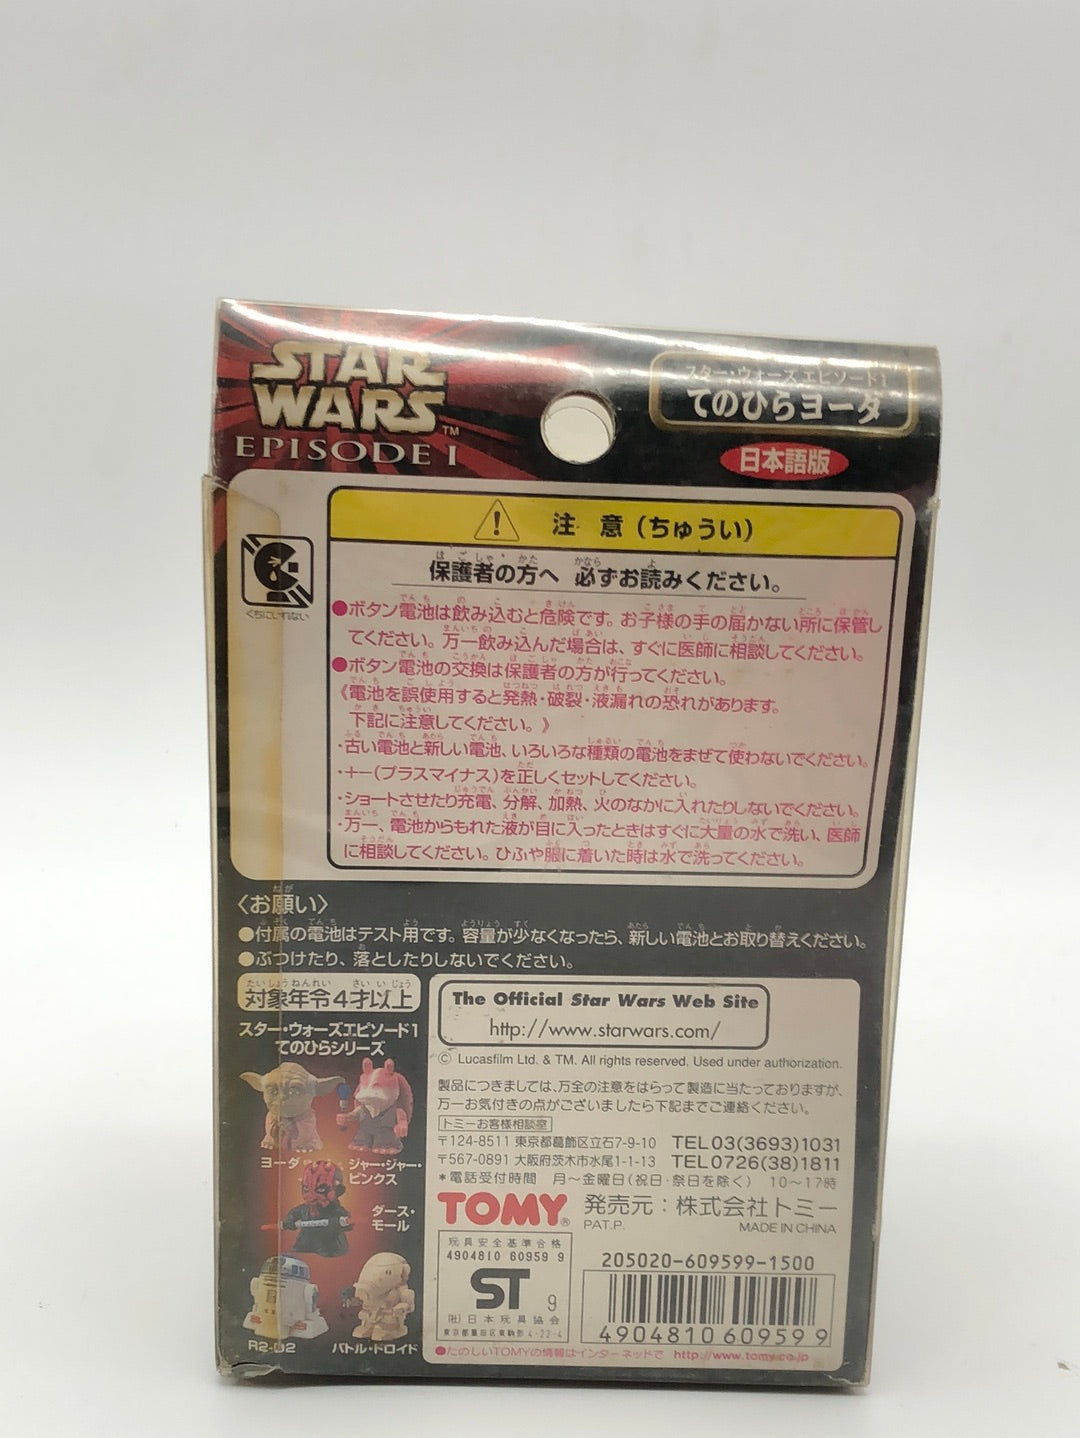 STAR
WARS™
EPISODE I
スター・ウォーズ エピソード1
てのひらヨーダ
日本語版
くちにいれない
注 意(ちゅうい)
保護者の方へ 必ずお読みください。
●ボタン電池は飲み込むと危険です。お子様の手の届かない所に保管し
てください。万一飲み込んだ場合は、すぐに医師に相談してください。
●ボタン電池の交換は保護者の方が行ってください。
《電池を誤使用すると発熱・破裂・液漏れの恐れがあります。
下記に注意してください。》
・古い電池と新しい電池、いろいろな種類の電池をまぜて使わないでください。
・+−(プラスマイナス)を正しくセットしてください。
・ショートさせたり充電、分解、加熱、火のなかに入れたりしないでください。
・万一、電池からもれた液が目に入ったときはすぐに大量の水で洗い、医師
に相談してください。ひふや服に着いた時は水で洗ってください。
〈お願い〉
●付属の電池はテスト用です。容量が少なくなったら、新しい電池とお取り替えください。
●ぶつけたり、落としたりしないでください。
対象年令4才以上
スター・ウォーズエピソード1
てのひらシリーズ
ヨーダ
ジャー・ジャー・
ビンクス
ダース・
モール
R2-D2
バトル・ドロイド
The Official Star Wars Web Site
http://www.starwars.com/
© Lucasfilm Ltd. & TM. All rights reserved. Used under authorization.
製品につきましては、万全の注意をはらって製造に当たっておりますが、
万一お気付きの点がございましたら下記までご連絡ください。
トミーお客様相談室
〒124-8511 東京都葛飾区立石7-9-10 TEL03(3693)1031
〒567-0891 大阪府茨木市水尾1-1-13 TEL0726(38)1811
*電話受付時間 月〜金曜日(祝日・祭日を除く) 10〜17時
TOMY® 発売元:株式会社トミー
PAT.P. MADE IN CHINA
玩具安全基準合格
4904810 60959 9
ST 9
(社)日本玩具協会
東京都墨田区東駒形4-22-4
205020-609599-1500
4904810609599
●たのしいTOMYの情報はインターネットで http://www.tomy.co.jp